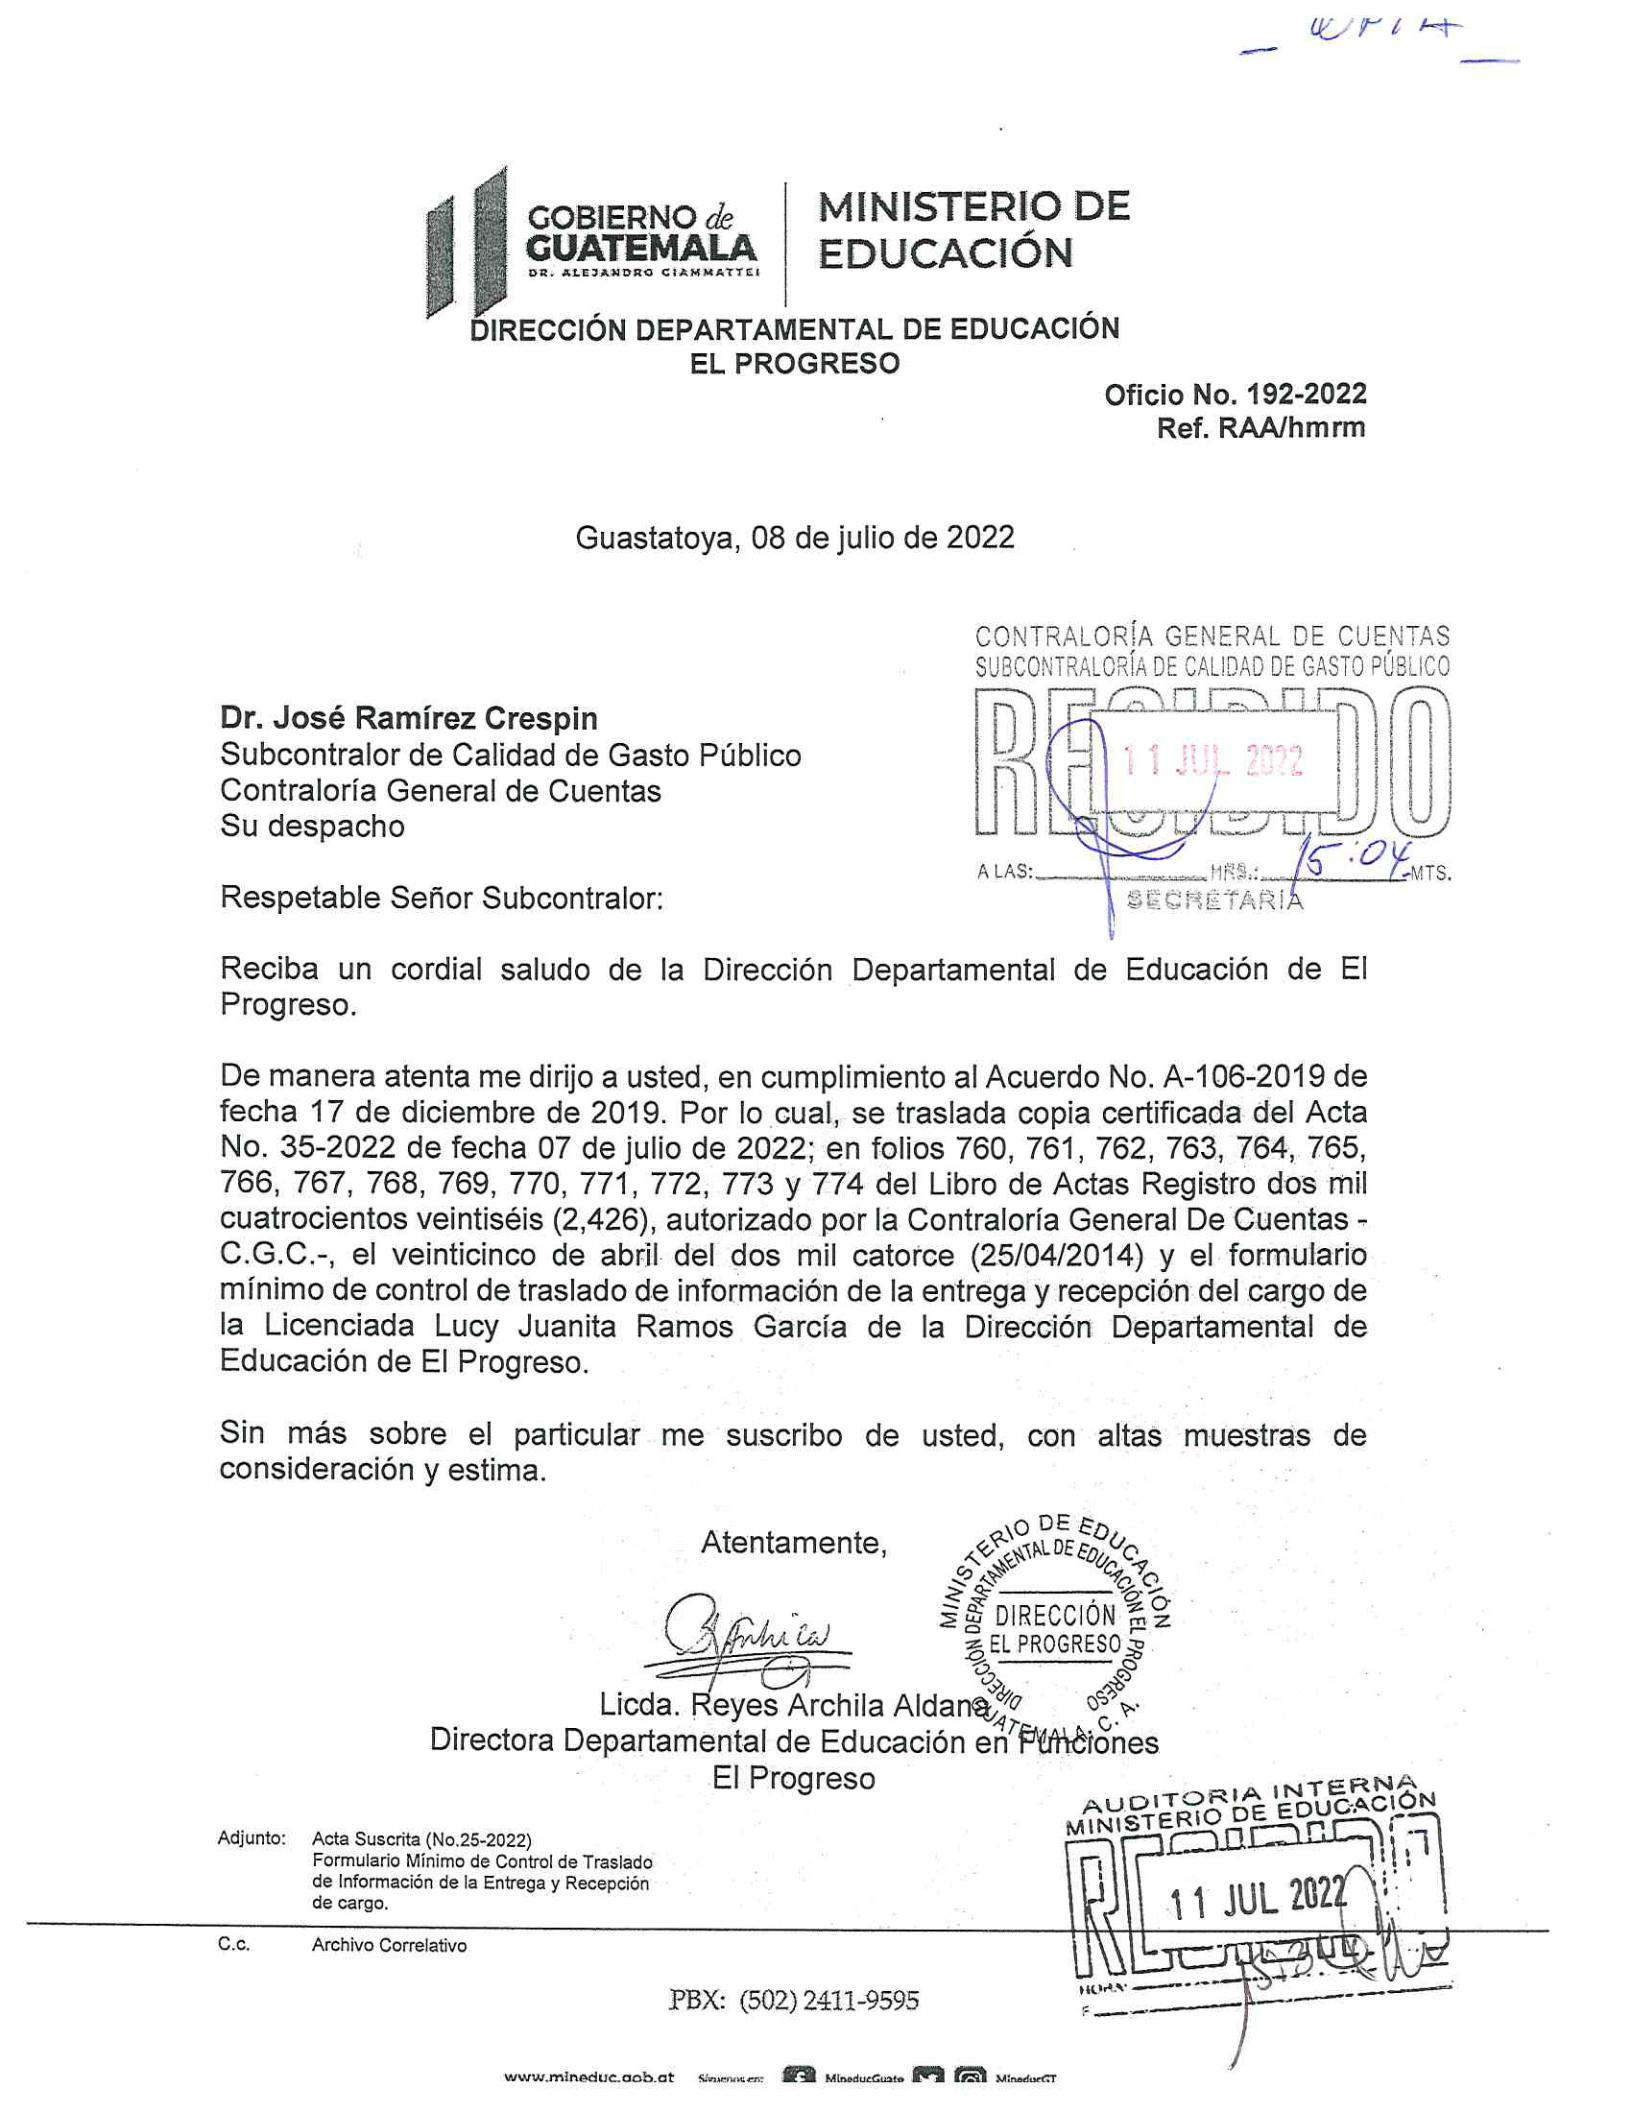 GOBIERNO de
GUATEMALA
DR. ALEJANDRO GIAMMATTEI
MINISTERIO DE
EDUCACIÓN
DIRECCIÓN DEPARTAMENTAL DE EDUCACIÓN
EL PROGRESO
Oficio No. 192-2022
Ref. RAA/hmrm
Guastatoya, 08 de julio de 2022
CONTRALORÍA GENERAL DE CUENTAS
SUBCONTRALORÍA DE CALIDAD DE GASTO PÚBLICO
RECIBIDO
11 JUL 2022
A LAS: HRS.: 15:04 MTS.
SECRETARIA
Dr. José Ramírez Crespin
Subcontralor de Calidad de Gasto Público
Contraloría General de Cuentas
Su despacho
Respetable Señor Subcontralor:
Reciba un cordial saludo de la Dirección Departamental de Educación de El
Progreso.
De manera atenta me dirijo a usted, en cumplimiento al Acuerdo No. A-106-2019 de
fecha 17 de diciembre de 2019. Por lo cual, se traslada copia certificada del Acta
No. 35-2022 de fecha 07 de julio de 2022; en folios 760, 761, 762, 763, 764, 765,
766, 767, 768, 769, 770, 771, 772, 773 y 774 del Libro de Actas Registro dos mil
cuatrocientos veintiséis (2,426), autorizado por la Contraloría General De Cuentas -
C.G.C.-, el veinticinco de abril del dos mil catorce (25/04/2014) y el formulario
mínimo de control de traslado de información de la entrega y recepción del cargo de
la Licenciada Lucy Juanita Ramos García de la Dirección Departamental de
Educación de El Progreso.
Sin más sobre el particular me suscribo de usted, con altas muestras de
consideración y estima.
Atentamente,
MINISTERIO DE EDUCACIÓN
DIRECCIÓN DEPARTAMENTAL DE EDUCACIÓN EL PROGRESO
DIRECCIÓN
EL PROGRESO
GUATEMALA, C. A.
Licda. Reyes Archila Aldana
Directora Departamental de Educación en Funciones
El Progreso
AUDITORIA INTERNA
MINISTERIO DE EDUCACIÓN
RECIBIDO
11 JUL 2022
HORA:
F
Adjunto: Acta Suscrita (No.25-2022)
Formulario Mínimo de Control de Traslado
de Información de la Entrega y Recepción
de cargo.
C.c. Archivo Correlativo
PBX: (502) 2411-9595
www.mineduc.gob.gt Síguenos en: MineducGuate MineducGT